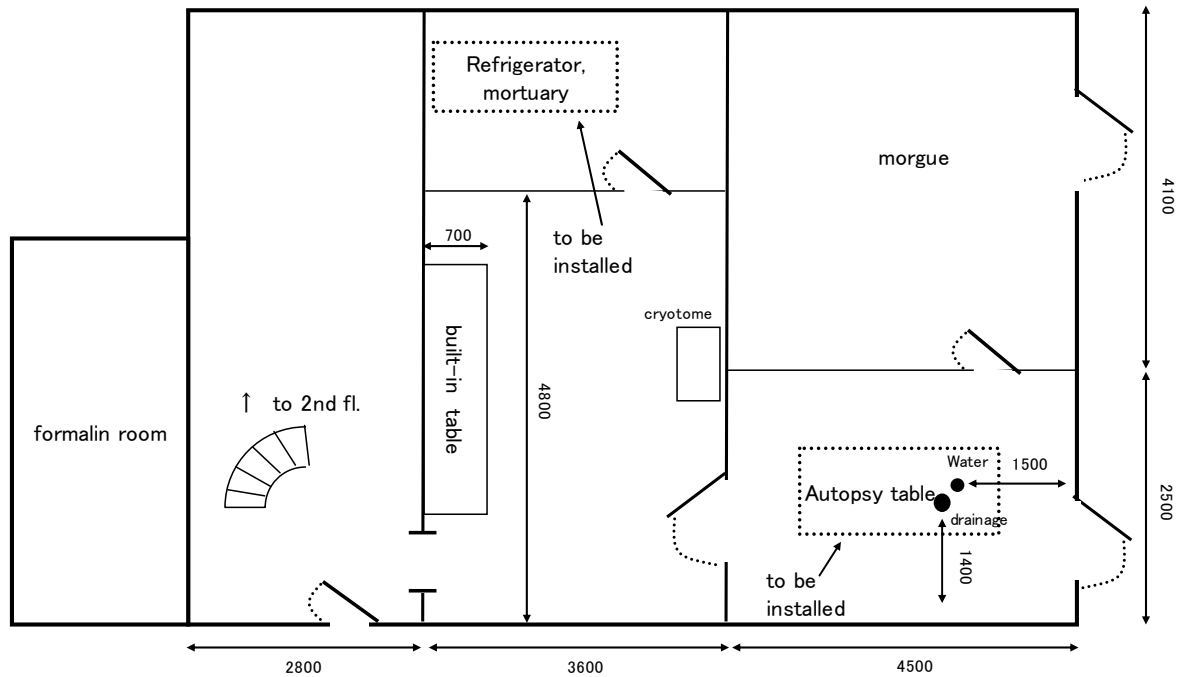 Refrigerator,
mortuary
morgue
4100
to be
installed
700
cryotome
built-in table
4800
↑ to 2nd fl.
formalin room
Water
1500
Autopsy table
drainage
2500
1400
to be
installed
2800
3600
4500